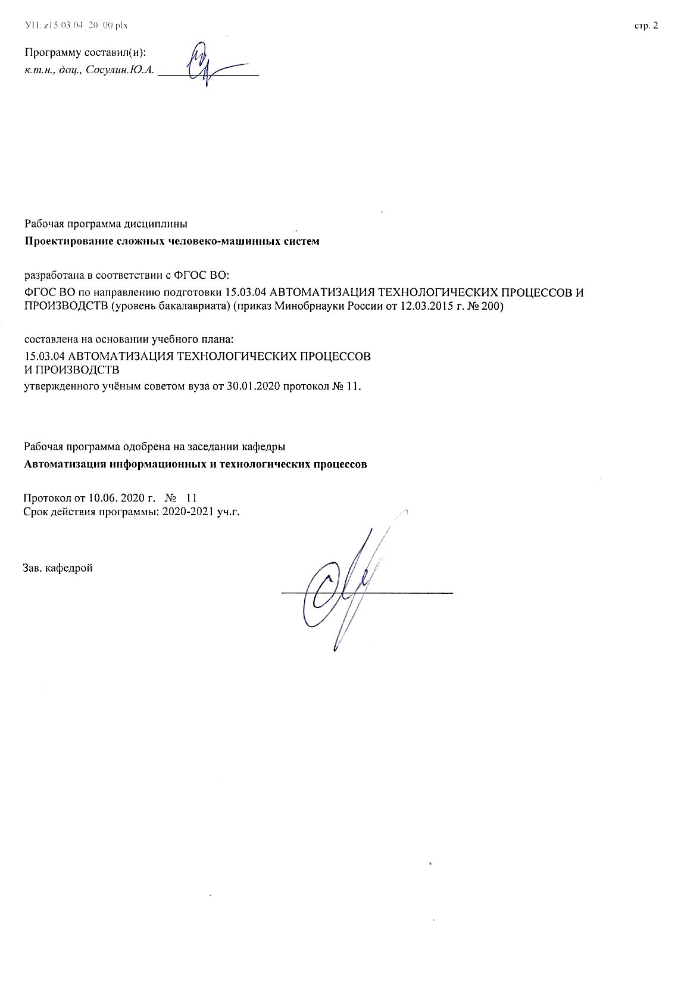 УП: z15.03.04_20_00.plx
стр. 2
Программу составил(и):
к.т.н., доц., Сосулин.Ю.А.
Рабочая программа дисциплины
Проектирование сложных человеко-машинных систем
разработана в соответствии с ФГОС ВО:
ФГОС ВО по направлению подготовки 15.03.04 АВТОМАТИЗАЦИЯ ТЕХНОЛОГИЧЕСКИХ ПРОЦЕССОВ И
ПРОИЗВОДСТВ (уровень бакалавриата) (приказ Минобрнауки России от 12.03.2015 г. № 200)
составлена на основании учебного плана:
15.03.04 АВТОМАТИЗАЦИЯ ТЕХНОЛОГИЧЕСКИХ ПРОЦЕССОВ
И ПРОИЗВОДСТВ
утвержденного учёным советом вуза от 30.01.2020 протокол № 11.
Рабочая программа одобрена на заседании кафедры
Автоматизация информационных и технологических процессов
Протокол от 10.06. 2020 г. № 11
Срок действия программы: 2020-2021 уч.г.
Зав. кафедрой